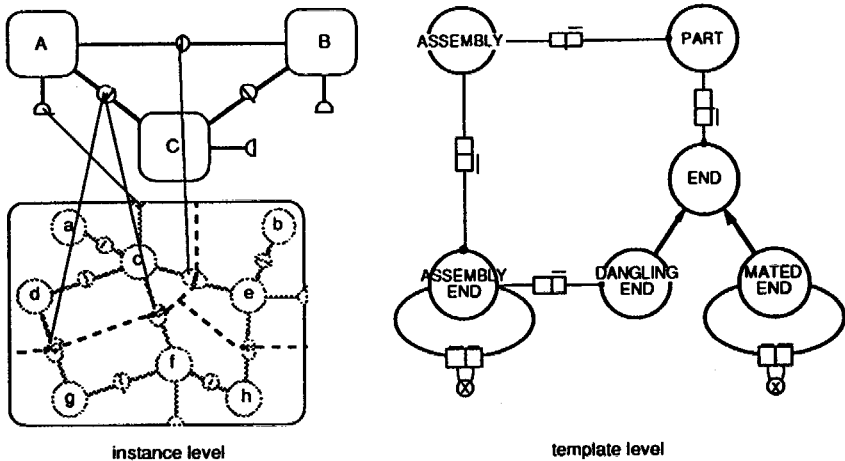 A
B
C
a
b
c
d
e
f
g
h
instance level
ASSEMBLY
PART
END
ASSEMBLY
END
DANGLING
END
MATED
END
X
X
template level